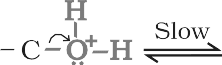 H
– C – Ö⁺ – H Slow